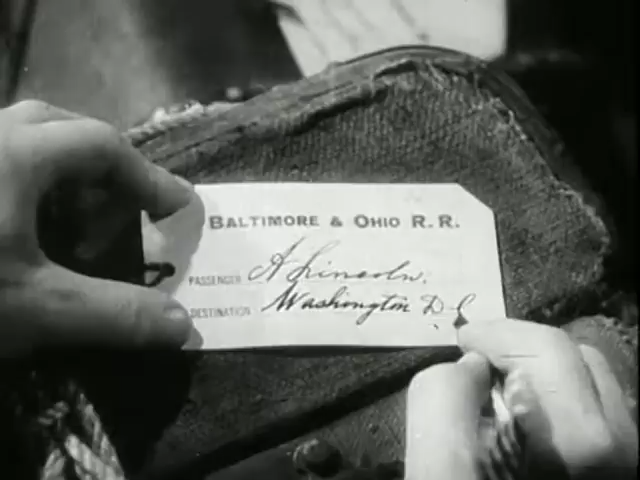 BALTIMORE & OHIO R. R.
PASSENGER A Lincoln.
DESTINATION Washington D. C